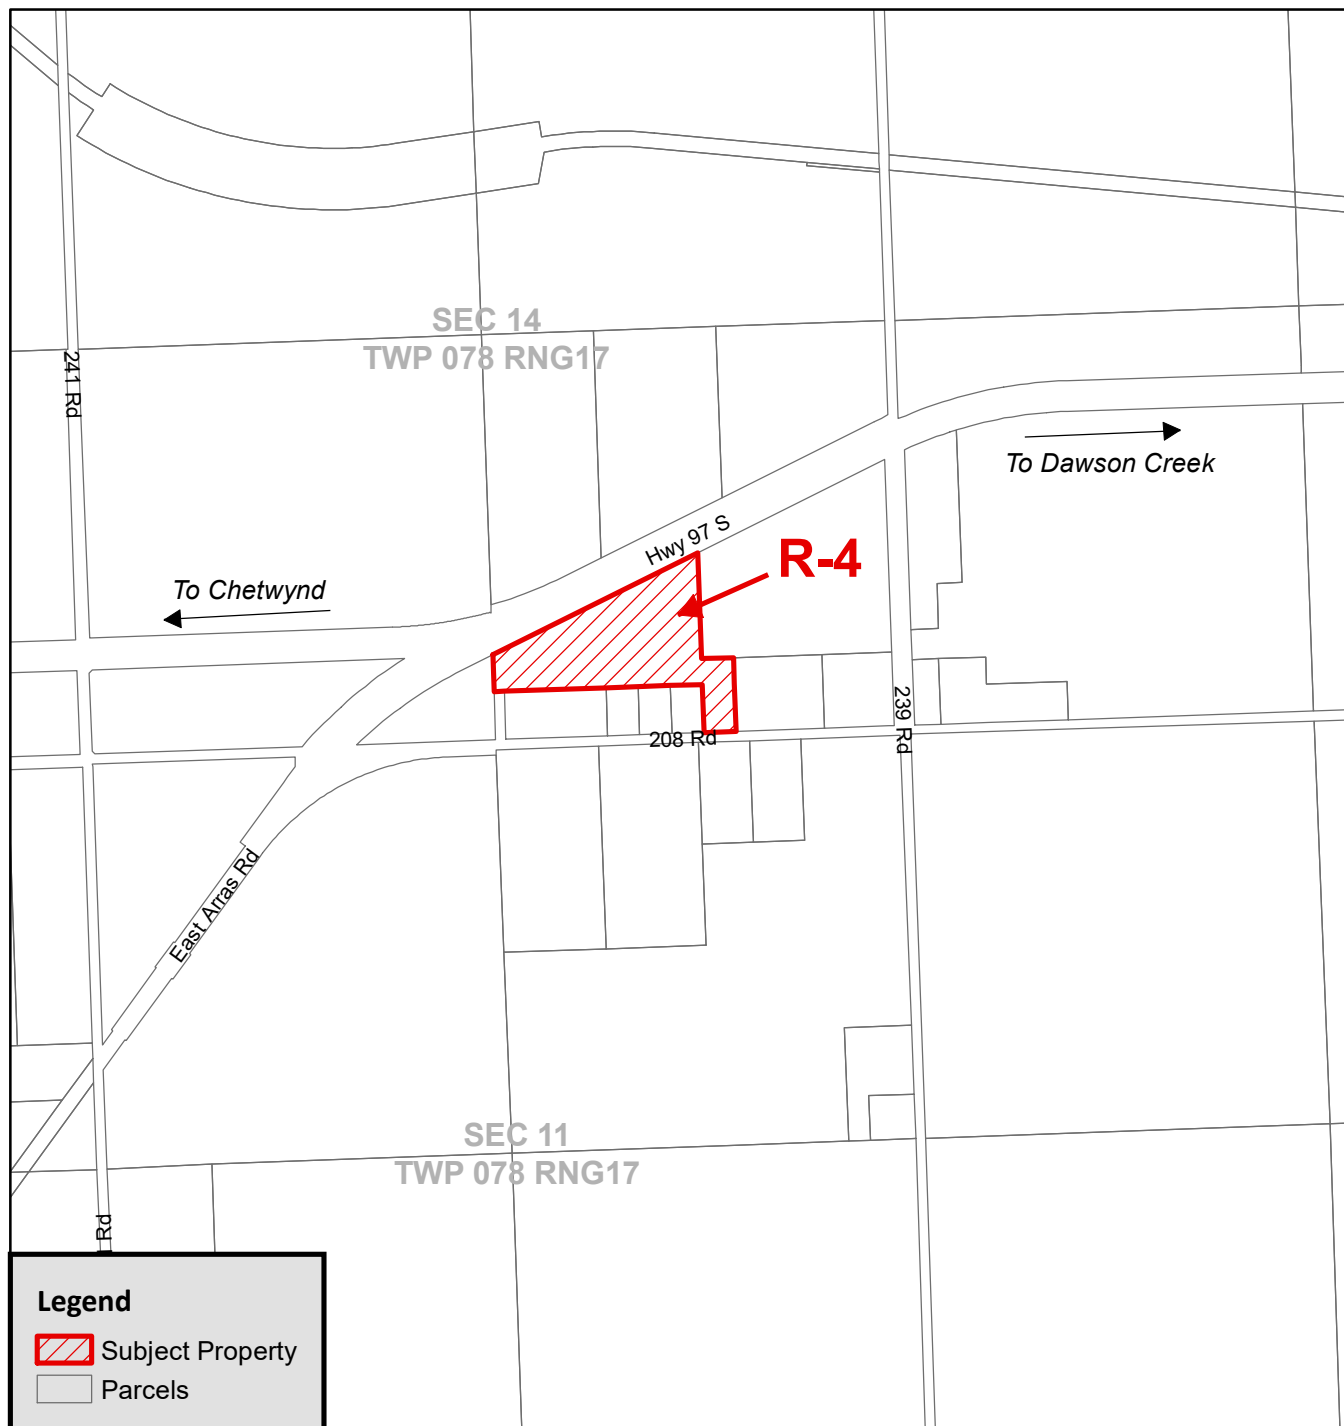 SEC 14
TWP 078 RNG17
241 Rd
To Dawson Creek
Hwy 97 S
R-4
To Chetwynd
239 Rd
208 Rd
East Arras Rd
SEC 11
TWP 078 RNG17
Rd
Legend
Subject Property
Parcels